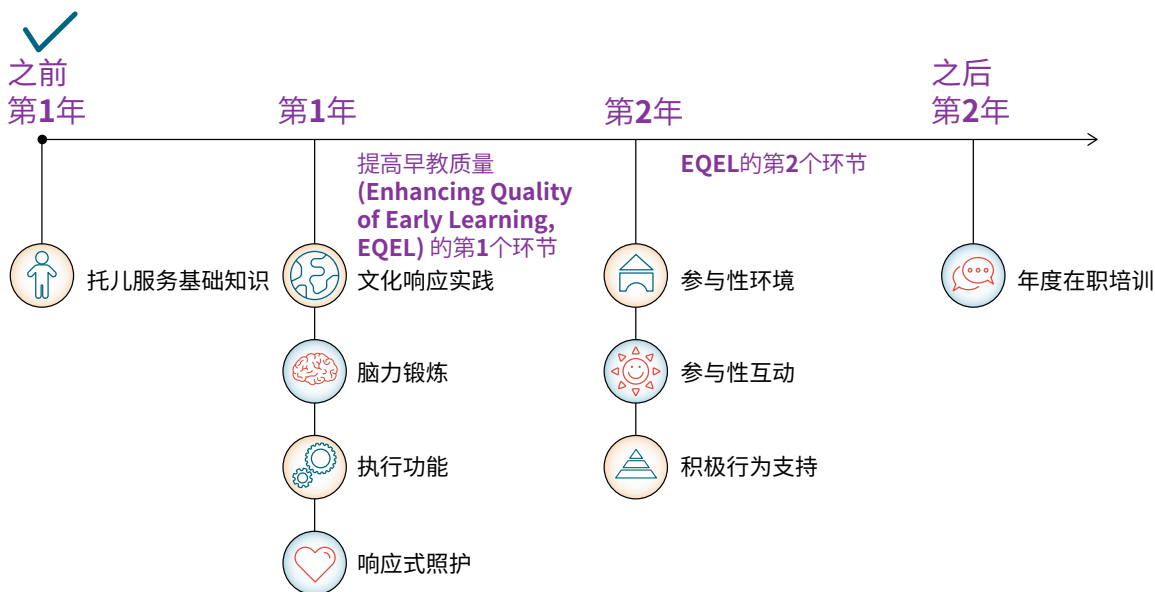 之前
第1年
第1年
第2年
之后
第2年
提高早教质量
(Enhancing Quality
of Early Learning,
EQEL) 的第1个环节
EQEL的第2个环节
托儿服务基础知识
文化响应实践
脑力锻炼
执行功能
响应式照护
参与性环境
参与性互动
积极行为支持
年度在职培训